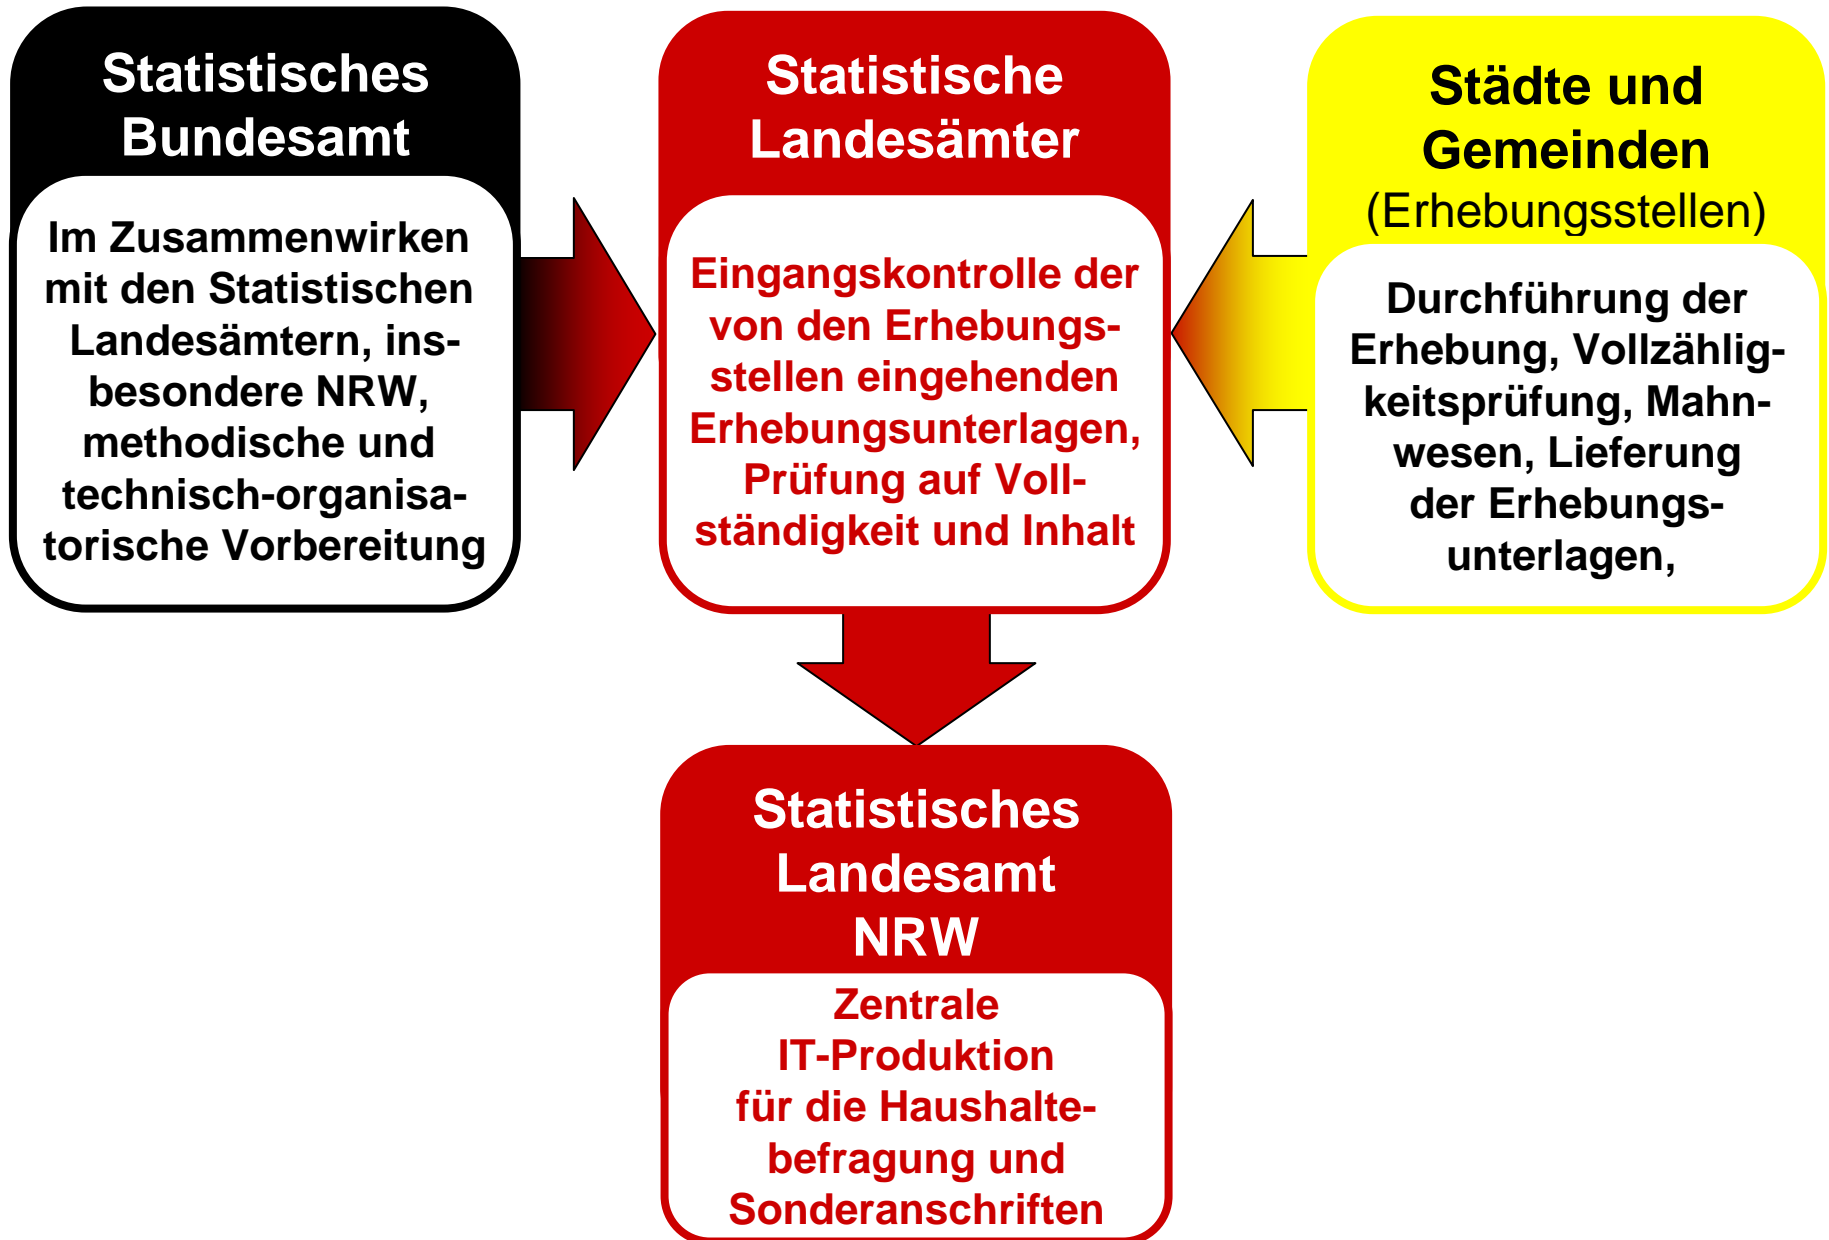 Statistisches
Bundesamt
Im Zusammenwirken
mit den Statistischen
Landesämtern, ins-
besondere NRW,
methodische und
technisch-organisa-
torische Vorbereitung
Statistische
Landesämter
Eingangskontrolle der
von den Erhebungs-
stellen eingehenden
Erhebungsunterlagen,
Prüfung auf Voll-
ständigkeit und Inhalt
Städte und
Gemeinden
(Erhebungsstellen)
Durchführung der
Erhebung, Vollzählig-
keitsprüfung, Mahn-
wesen, Lieferung
der Erhebungs-
unterlagen,
Statistisches
Landesamt
NRW
Zentrale
IT-Produktion
für die Haushalte-
befragung und
Sonderanschriften